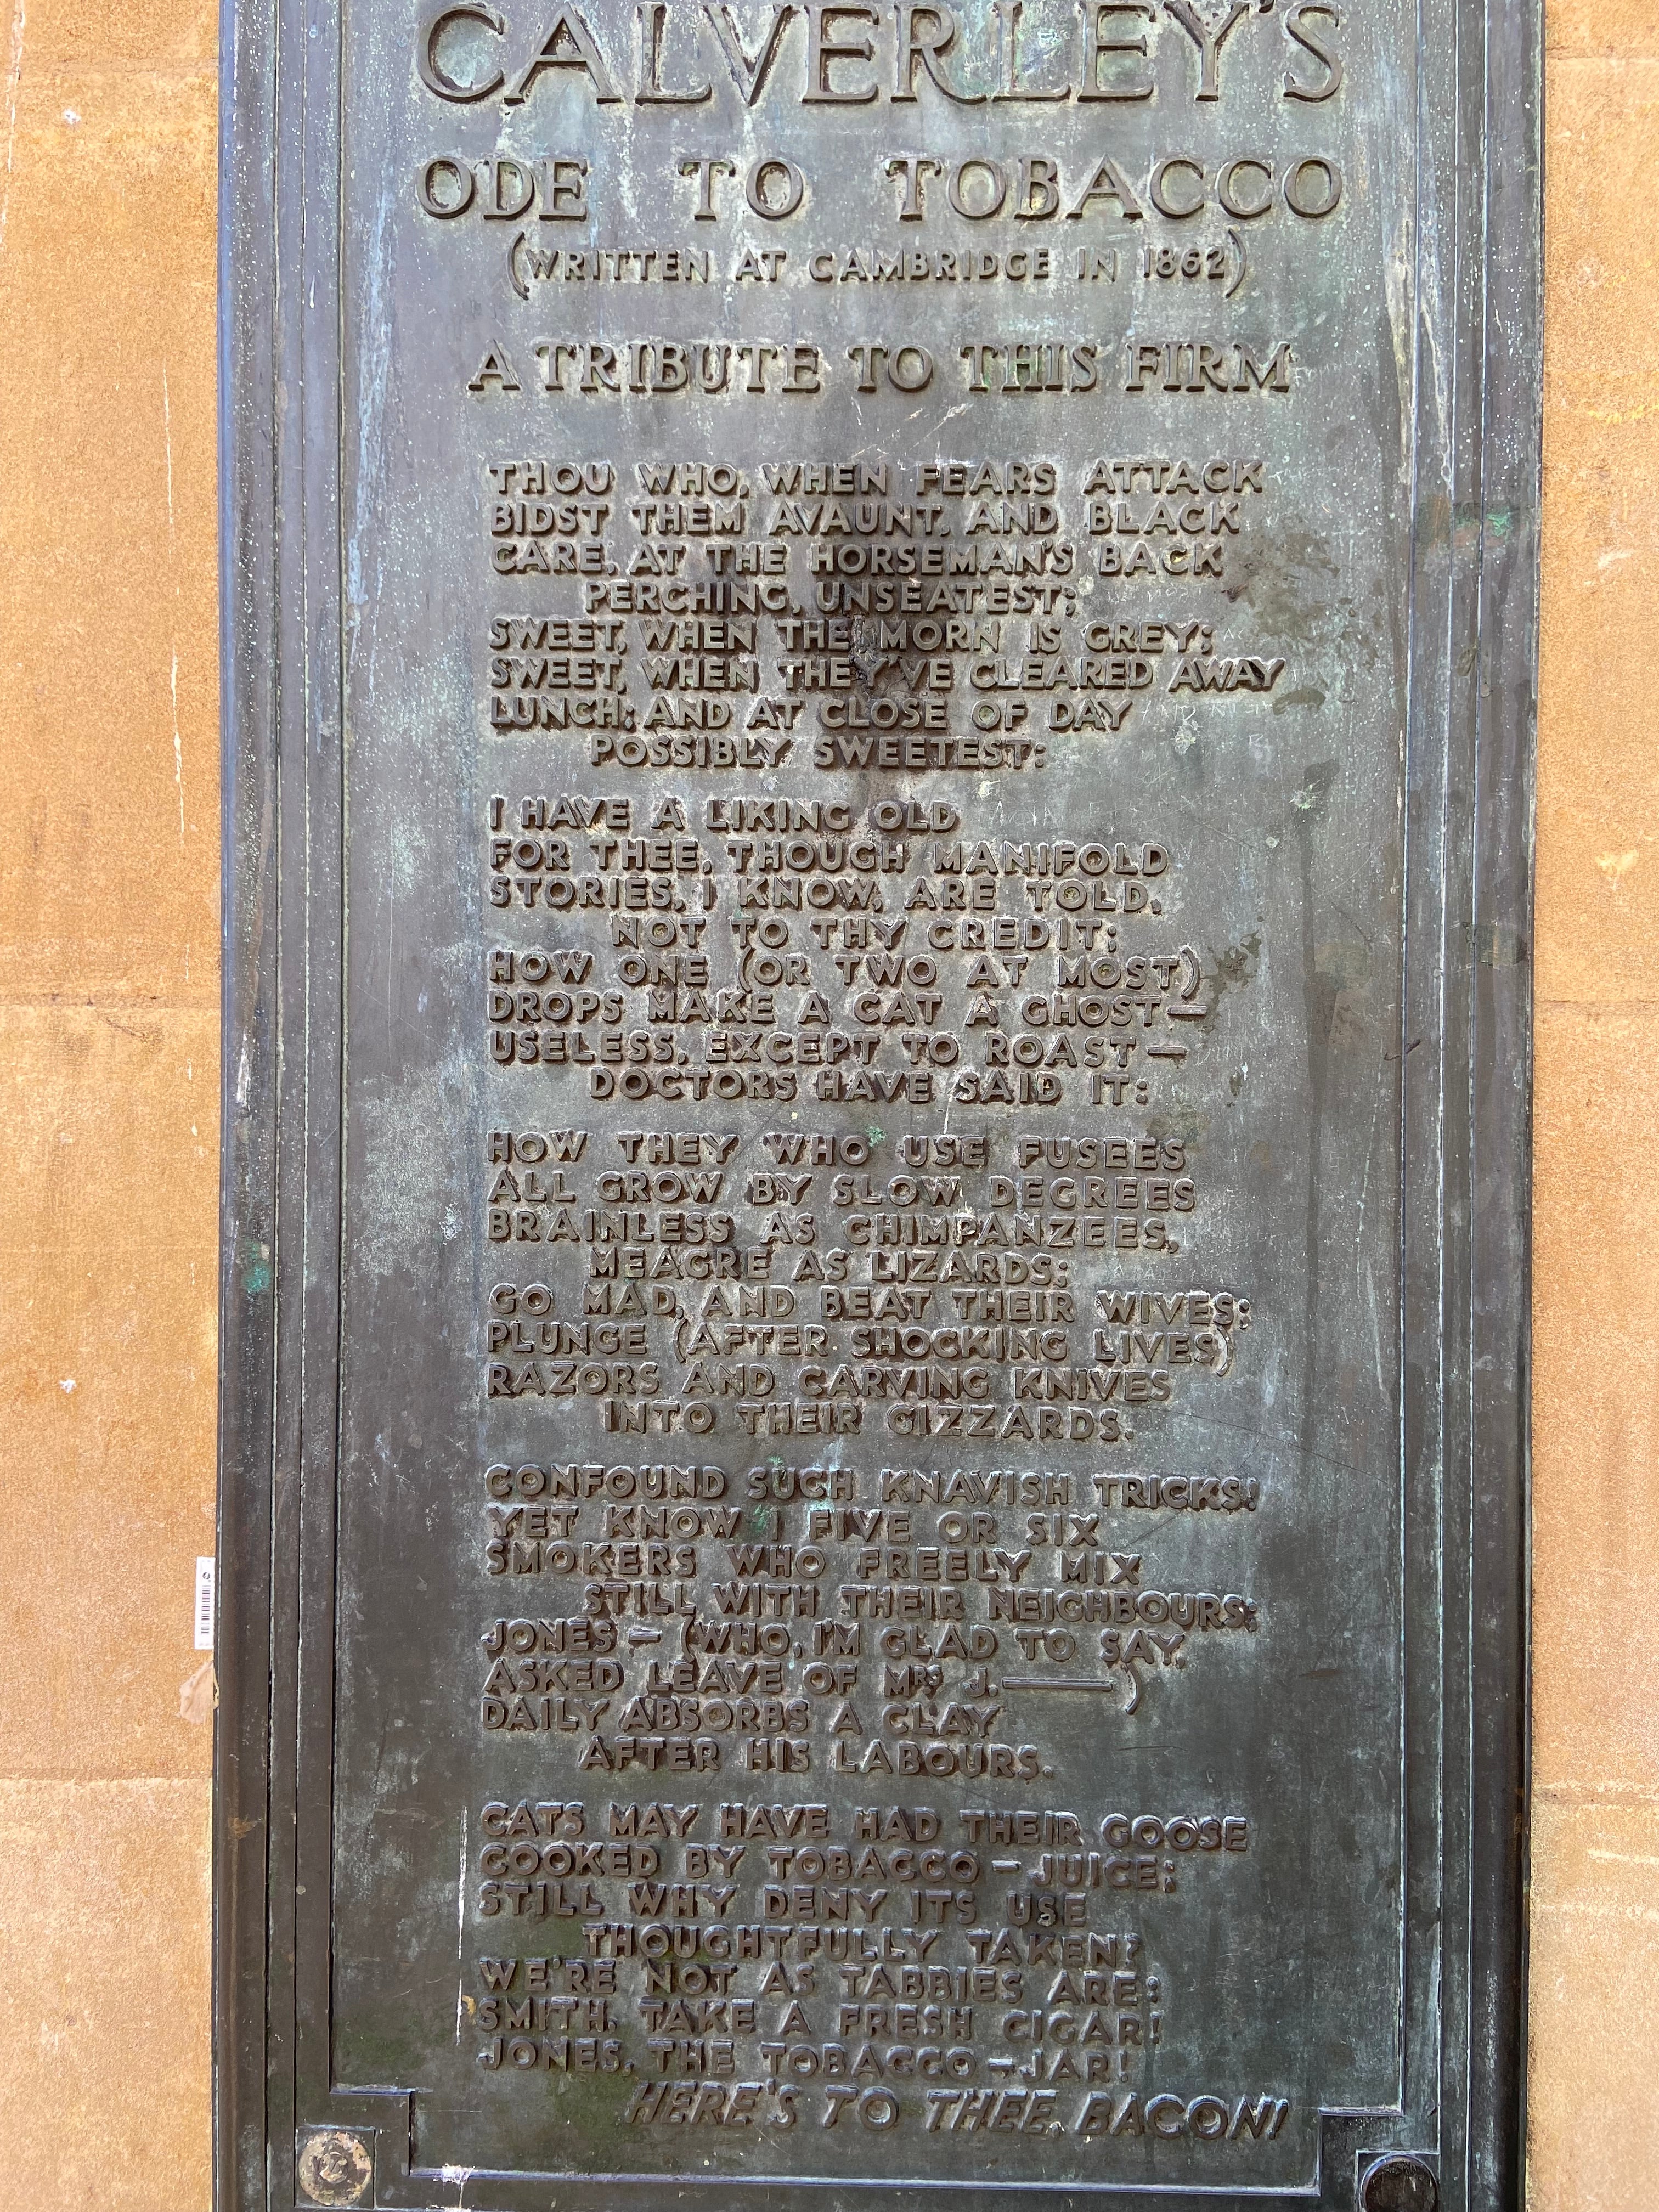 CALVERLEY'S
ODE TO TOBACCO
(WRITTEN AT CAMBRIDGE IN 1862)
A TRIBUTE TO THIS FIRM
THOU WHO, WHEN FEARS ATTACK
BIDST THEM AVAUNT, AND BLACK
CARE, AT THE HORSEMAN'S BACK
PERCHING, UNSEATEST;
SWEET, WHEN THE MORN IS GREY;
SWEET, WHEN THEY'VE CLEARED AWAY
LUNCH; AND AT CLOSE OF DAY
POSSIBLY SWEETEST:
I HAVE A LIKING OLD
FOR THEE, THOUGH MANIFOLD
STORIES, I KNOW, ARE TOLD,
NOT TO THY CREDIT;
HOW ONE (OR TWO AT MOST)
DROPS MAKE A CAT A GHOST—
USELESS, EXCEPT TO ROAST—
DOCTORS HAVE SAID IT:
HOW THEY WHO USE FUSEES
ALL GROW BY SLOW DEGREES
BRAINLESS AS CHIMPANZEES,
MEAGRE AS LIZARDS;
GO MAD, AND BEAT THEIR WIVES;
PLUNGE (AFTER SHOCKING LIVES)
RAZORS AND CARVING KNIVES
INTO THEIR GIZZARDS.
CONFOUND SUCH KNAVISH TRICKS!
YET KNOW I FIVE OR SIX
SMOKERS WHO FREELY MIX
STILL WITH THEIR NEIGHBOURS;
JONES — (WHO, I'M GLAD TO SAY,
ASKED LEAVE OF MRS J.——)
DAILY ABSORBS A CLAY
AFTER HIS LABOURS.
CATS MAY HAVE HAD THEIR GOOSE
COOKED BY TOBACCO – JUICE;
STILL WHY DENY ITS USE
THOUGHTFULLY TAKEN?
WE'RE NOT AS TABBIES ARE:
SMITH, TAKE A FRESH CIGAR!
JONES, THE TOBACCO – JAR!
HERE'S TO THEE, BACON!